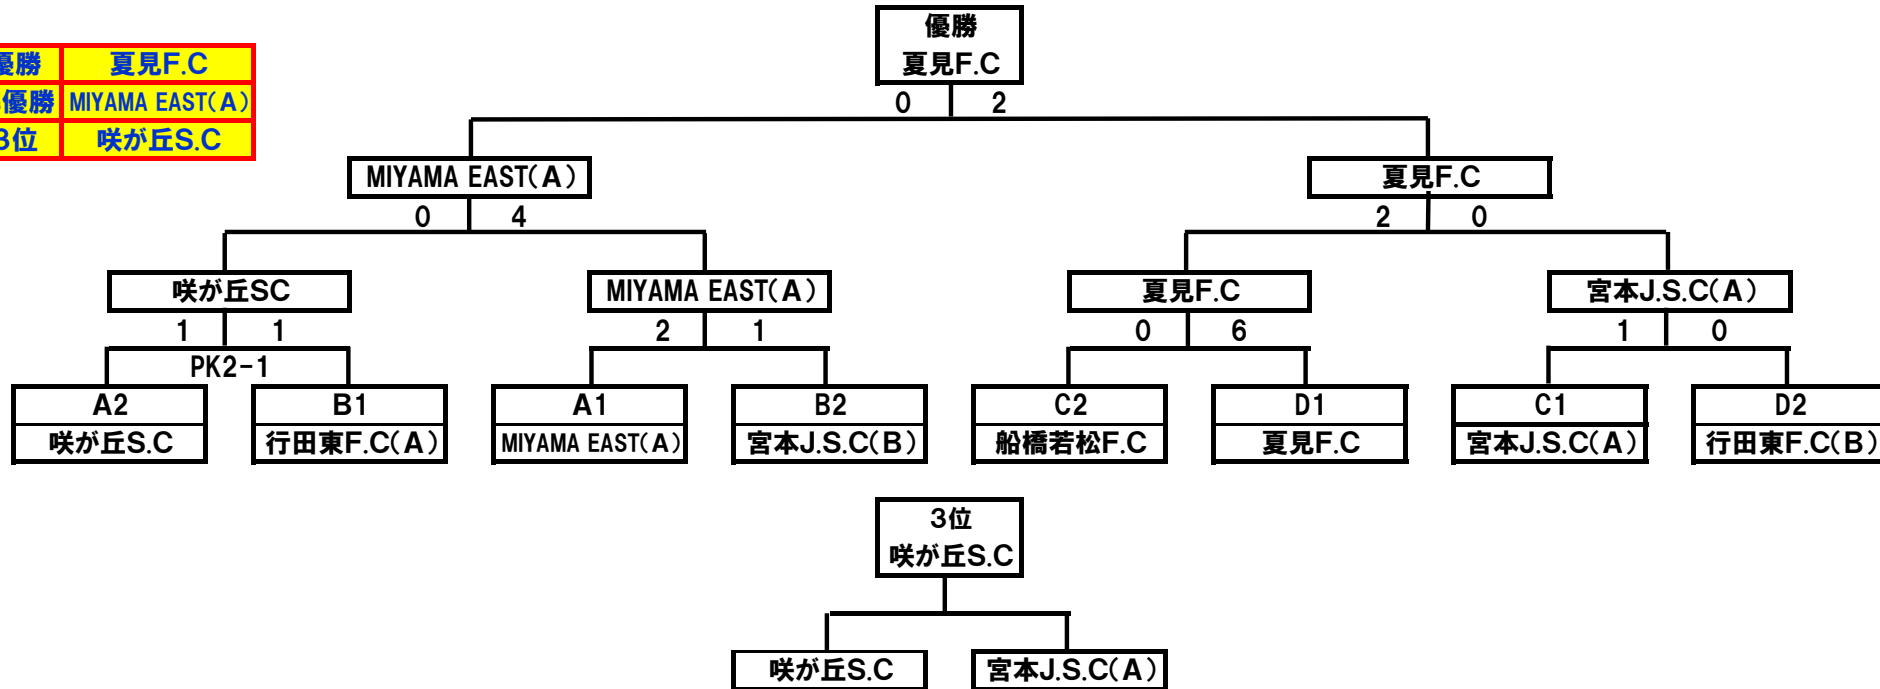 優勝
夏見F.C
優勝 夏見F.C
優勝 MIYAMA EAST(A)
3位 咲が丘S.C
0 2
MIYAMA EAST(A) 夏見F.C
0 4 2 0
咲が丘SC MIYAMA EAST(A) 夏見F.C 宮本J.S.C(A)
1 1 2 1 0 6 1 0
PK2-1
A2 B1 A1 B2 C2 D1 C1 D2
咲が丘S.C 行田東F.C(A) MIYAMA EAST(A) 宮本J.S.C(B) 船橋若松F.C 夏見F.C 宮本J.S.C(A) 行田東F.C(B)
3位
咲が丘S.C
咲が丘S.C 宮本J.S.C(A)